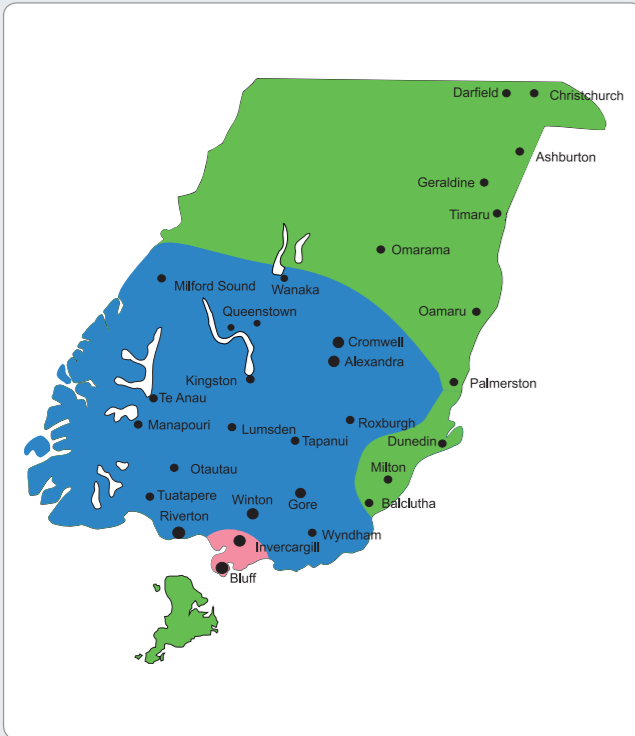 Darfield
Christchurch
Ashburton
Geraldine
Timaru
Omarama
Milford Sound
Wanaka
Queenstown
Oamaru
Cromwell
Alexandra
Kingston
Palmerston
Te Anau
Manapouri
Lumsden
Roxburgh
Tapanui
Dunedin
Otautau
Milton
Tuatapere
Winton
Gore
Balclutha
Riverton
Wyndham
Invercargill
Bluff